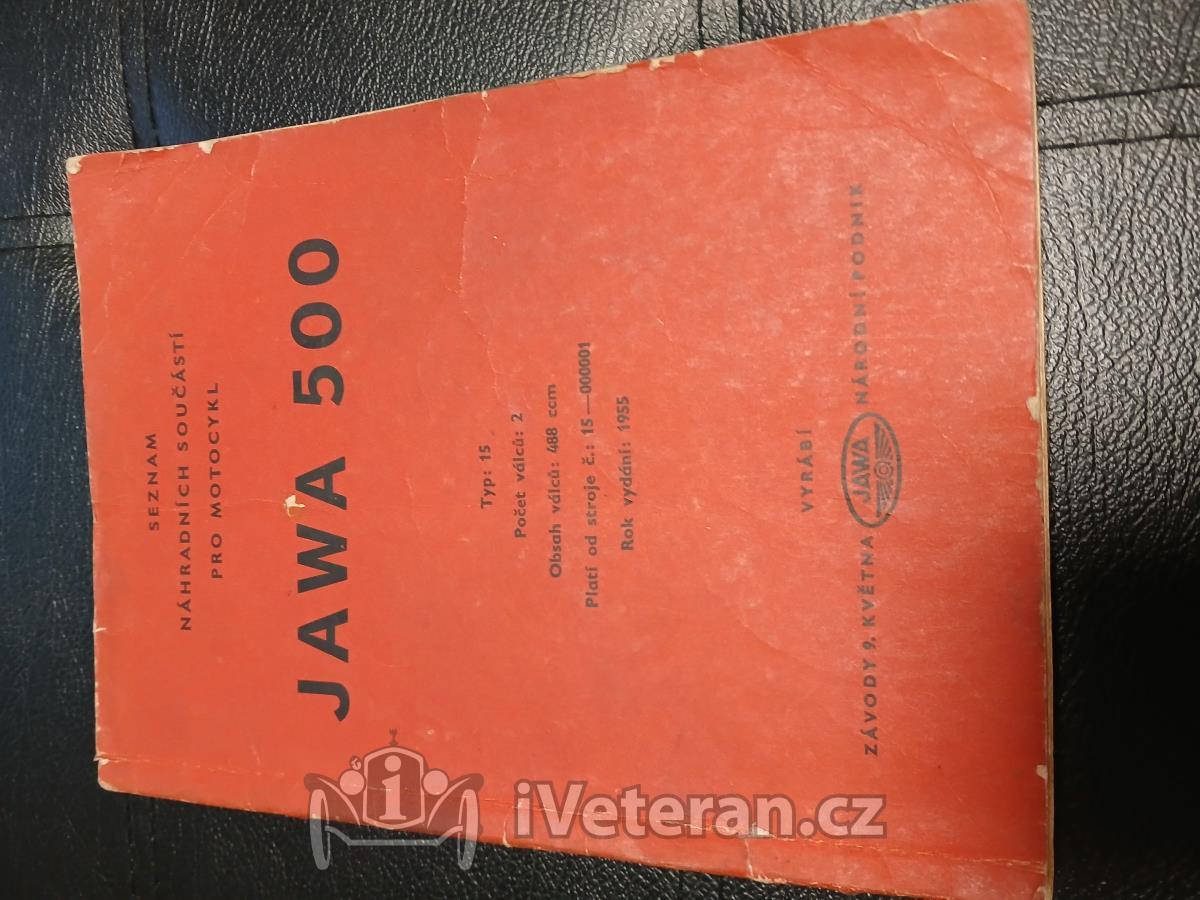 SEZNAM
NÁHRADNÍCH SOUČÁSTÍ
PRO MOTOCYKL
JAWA 500
Typ: 15
Počet válců: 2
Obsah válců: 488 ccm
Platí od stroje č.: 15—000001
Rok vydání: 1955
VYRÁBÍ
ZÁVODY 9. KVĚTNA JAWA NÁRODNÍ PODNIK
iVeteran.cz